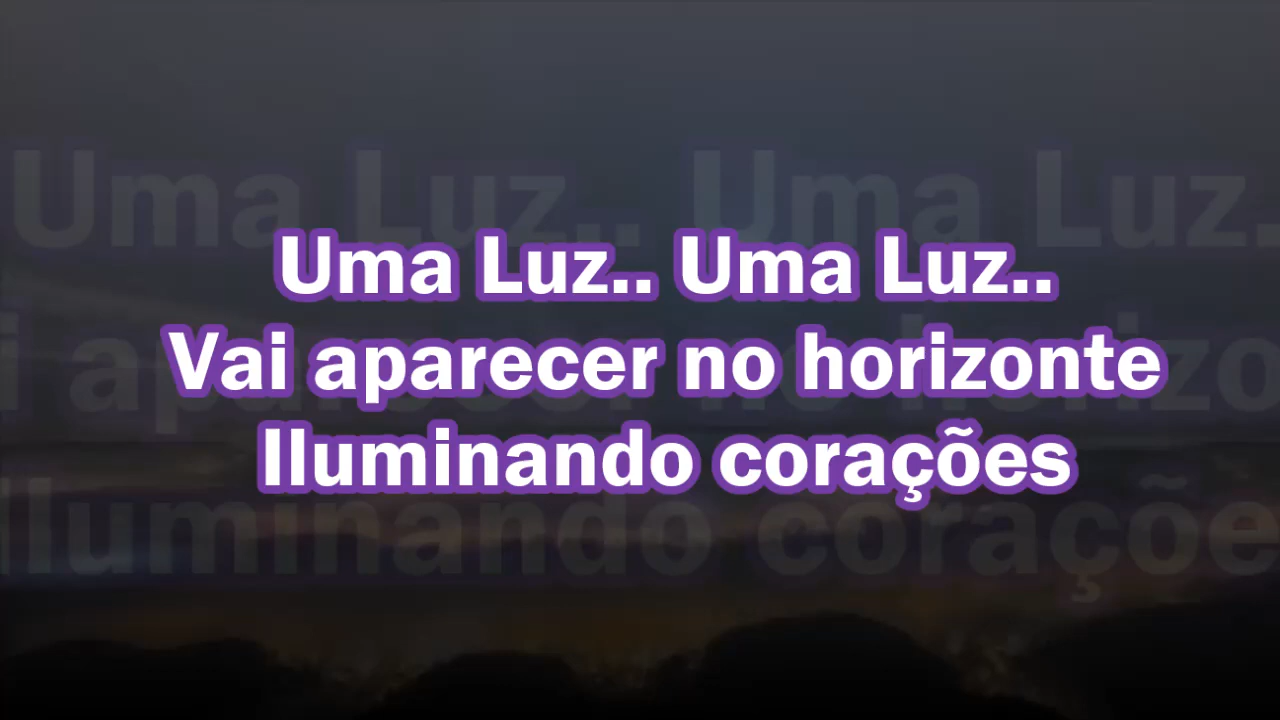 Uma Luz.. Uma Luz..
Vai aparecer no horizonte
Iluminando corações